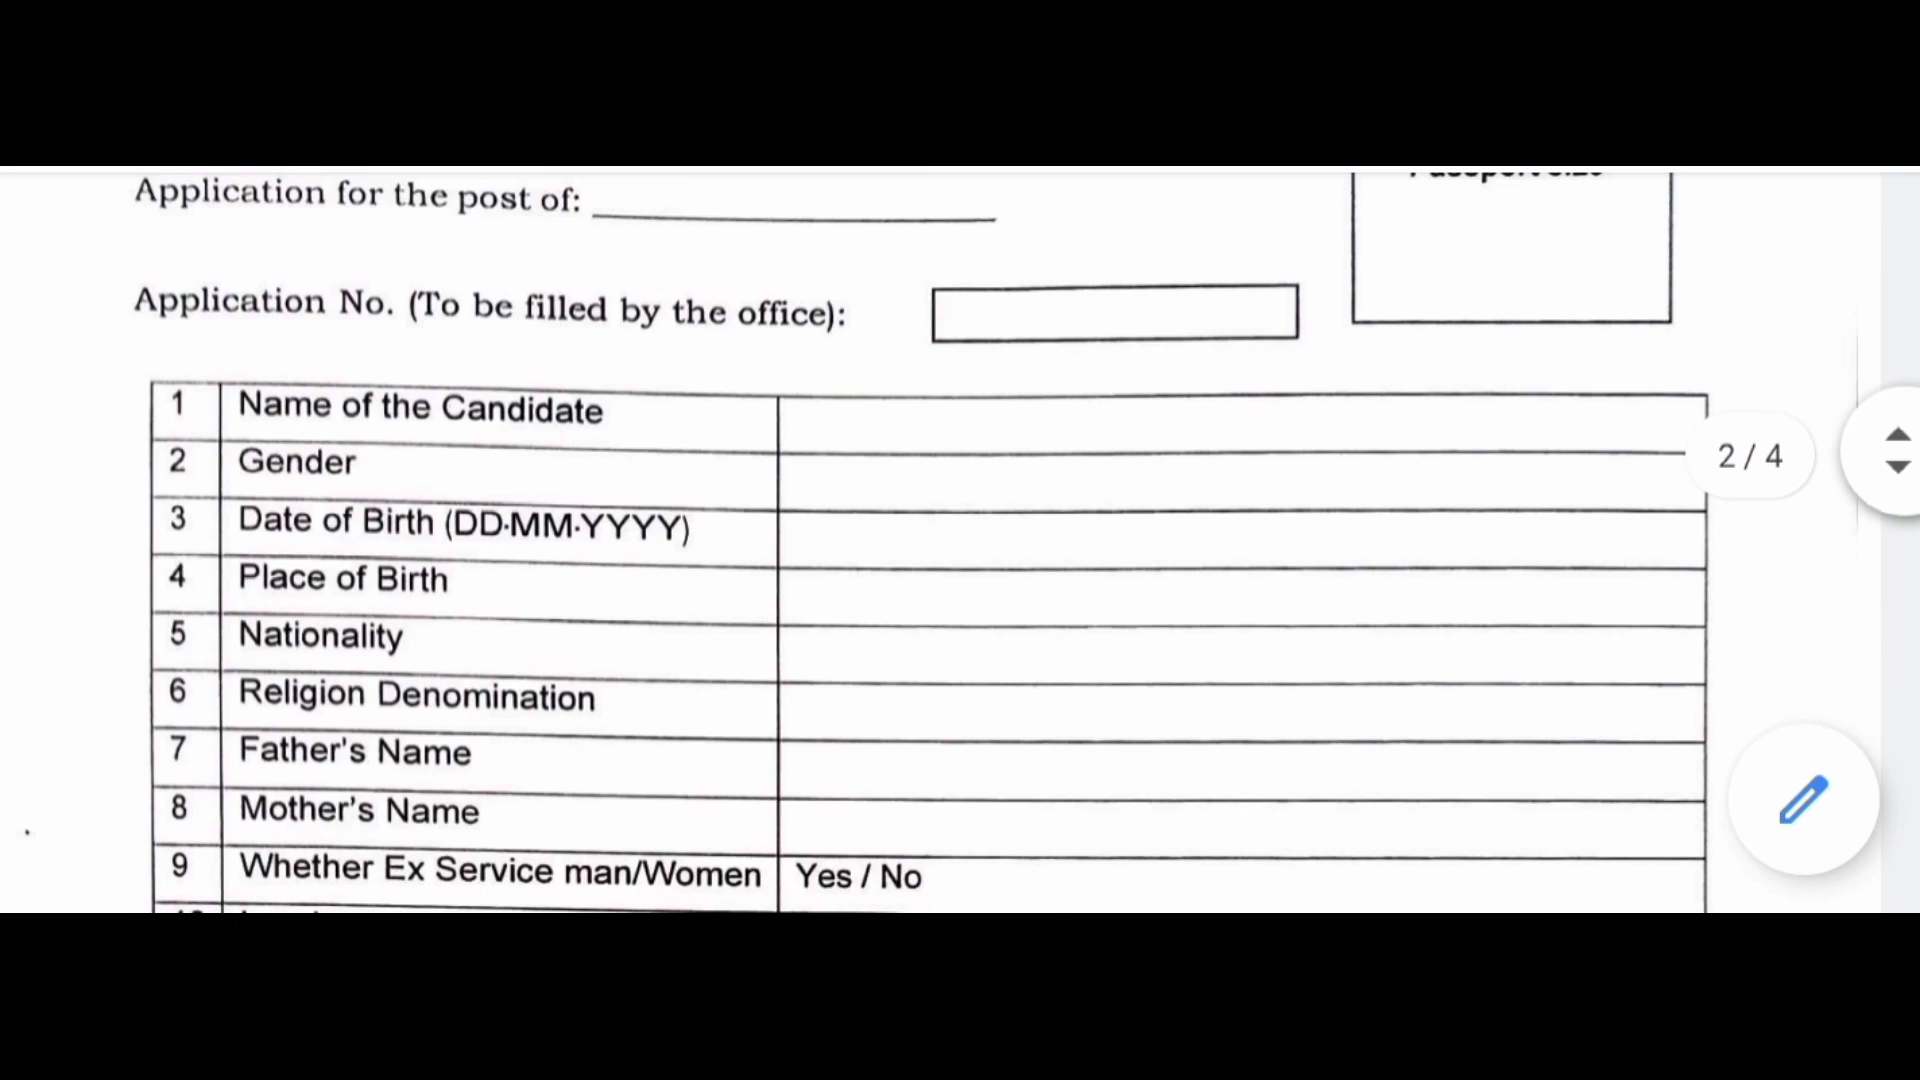 Application for the post of:
Application No. (To be filled by the office):
1 Name of the Candidate
2 Gender
3 Date of Birth (DD-MM-YYYY)
4 Place of Birth
5 Nationality
6 Religion Denomination
7 Father's Name
8 Mother's Name
9 Whether Ex Service man/Women Yes / No
2 / 4